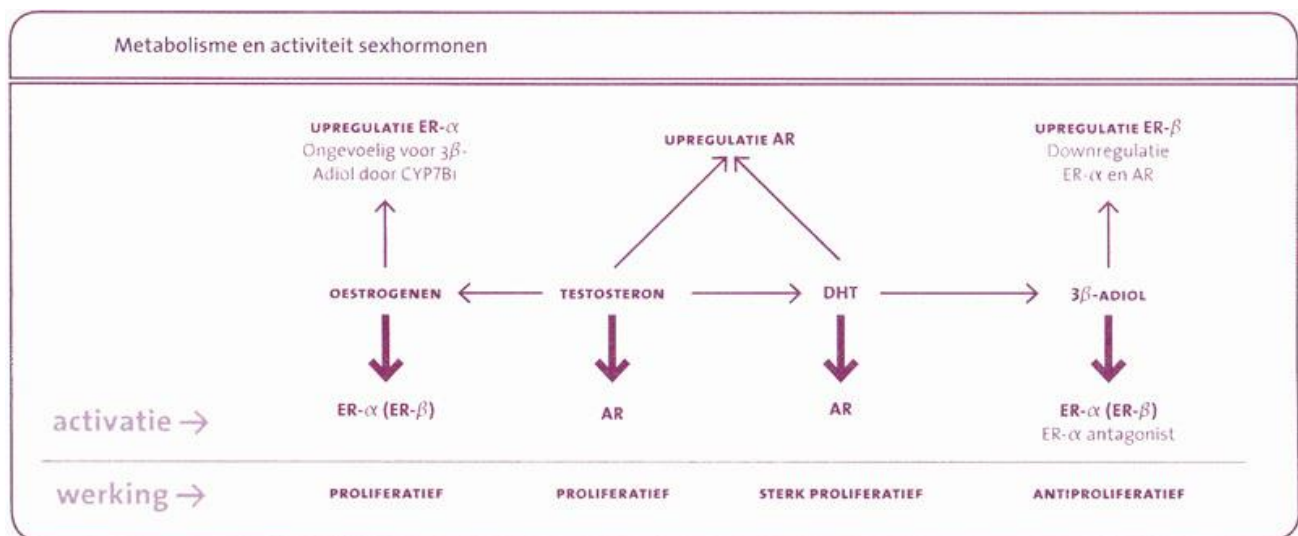 Metabolisme en activiteit sexhormonen
UPREGULATIE ER-α
Ongevoelig voor 3β-
Adiol door CYP7B1
UPREGULATIE AR
UPREGULATIE ER-β
Downregulatie
ER-α en AR
OESTROGENEN
TESTOSTERON
DHT
3β-ADIOL
activatie →
ER-α (ER-β)
AR
AR
ER-α (ER-β)
ER-α antagonist
werking →
PROLIFERATIEF
PROLIFERATIEF
STERK PROLIFERATIEF
ANTIPROLIFERATIEF